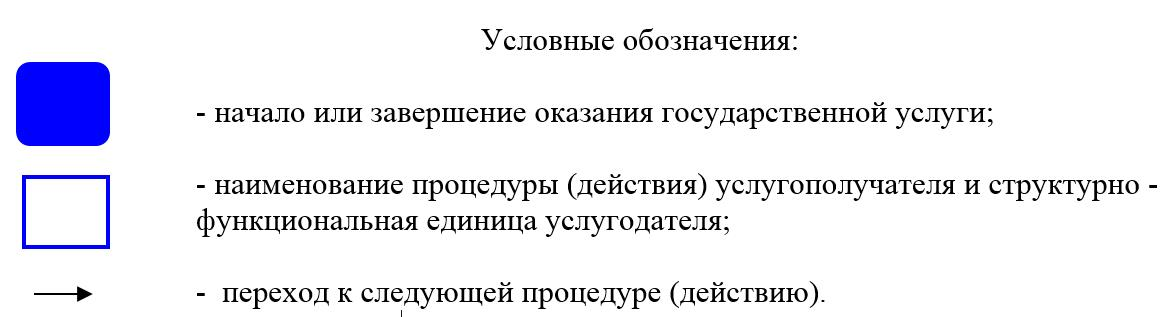 Условные обозначения:
- начало или завершение оказания государственной услуги;
- наименование процедуры (действия) услугополучателя и структурно -
функциональная единица услугодателя;
- переход к следующей процедуре (действию).